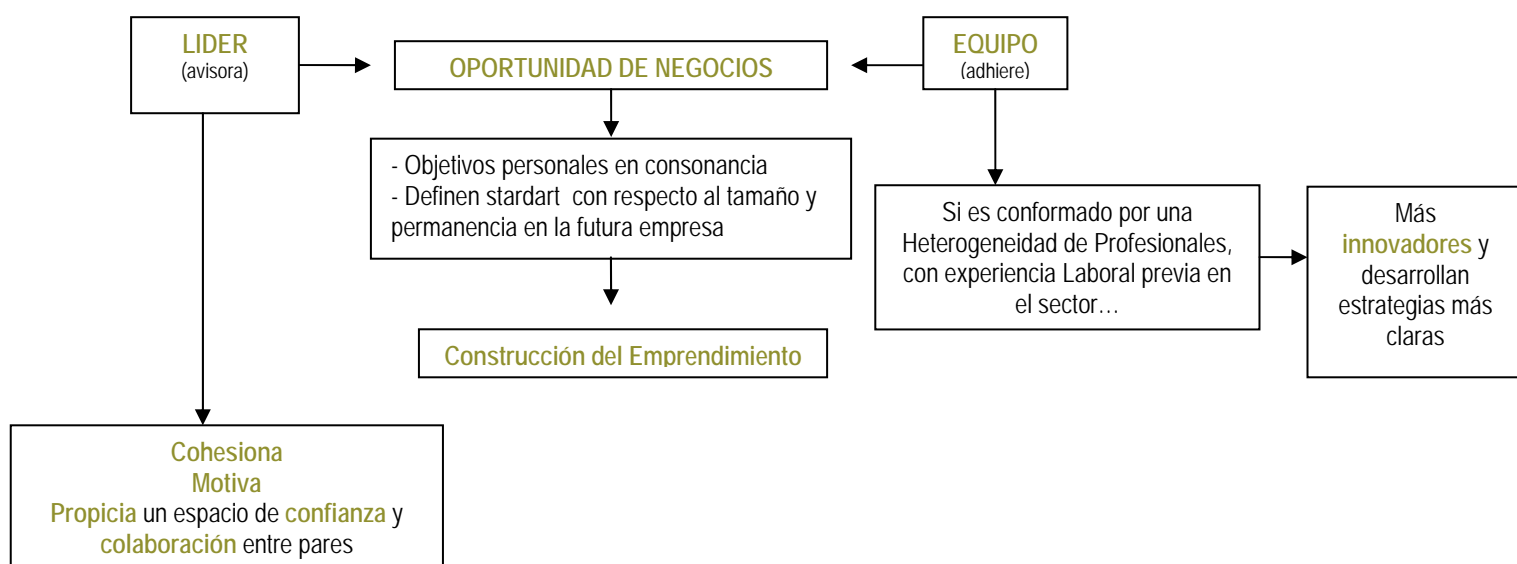 LIDER
(avisora)
OPORTUNIDAD DE NEGOCIOS
EQUIPO
(adhiere)
- Objetivos personales en consonancia
- Definen stardart con respecto al tamaño y
permanencia en la futura empresa
Si es conformado por una
Heterogeneidad de Profesionales,
con experiencia Laboral previa en
el sector…
Más
innovadores y
desarrollan
estrategias más
claras
Construcción del Emprendimiento
Cohesiona
Motiva
Propicia un espacio de confianza y
colaboración entre pares